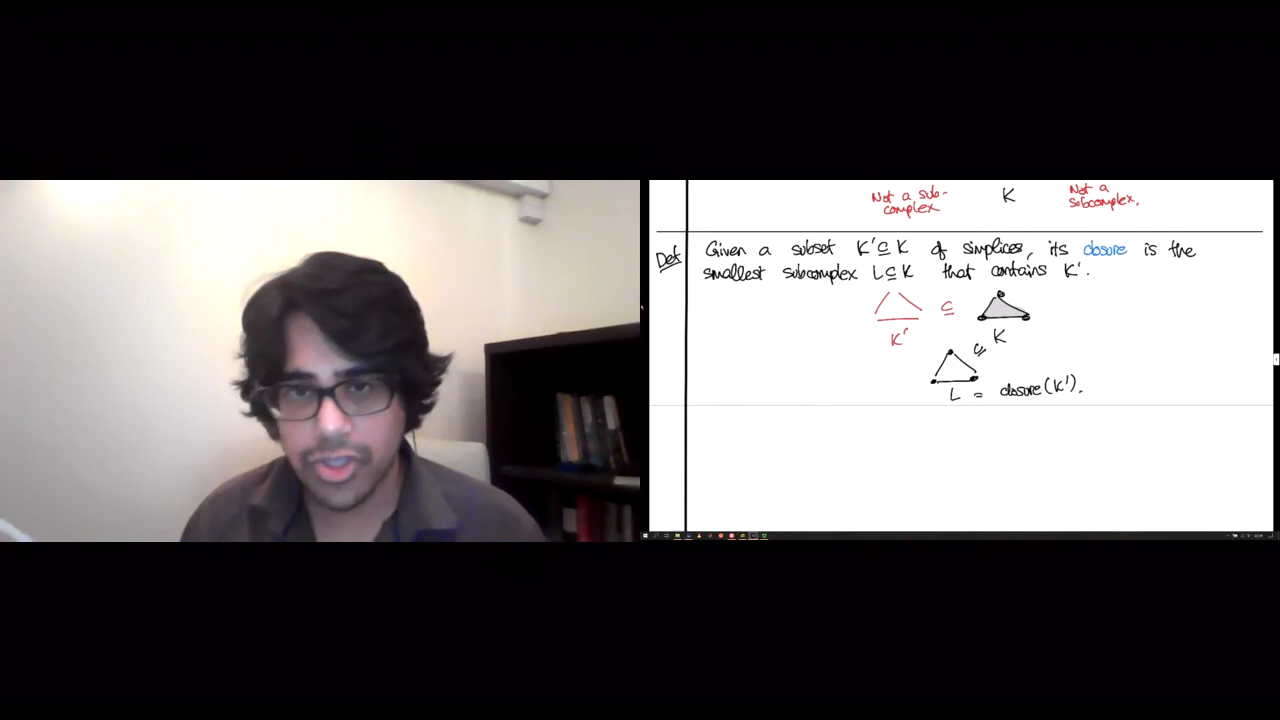 Not a sub-
complex
K
Not a
subcomplex.
Def Given a subset K' ⊆ K of simplices, its closure is the
smallest subcomplex L ⊆ K that contains K'.
⊆
K'
K
⊆
L = closure (K').